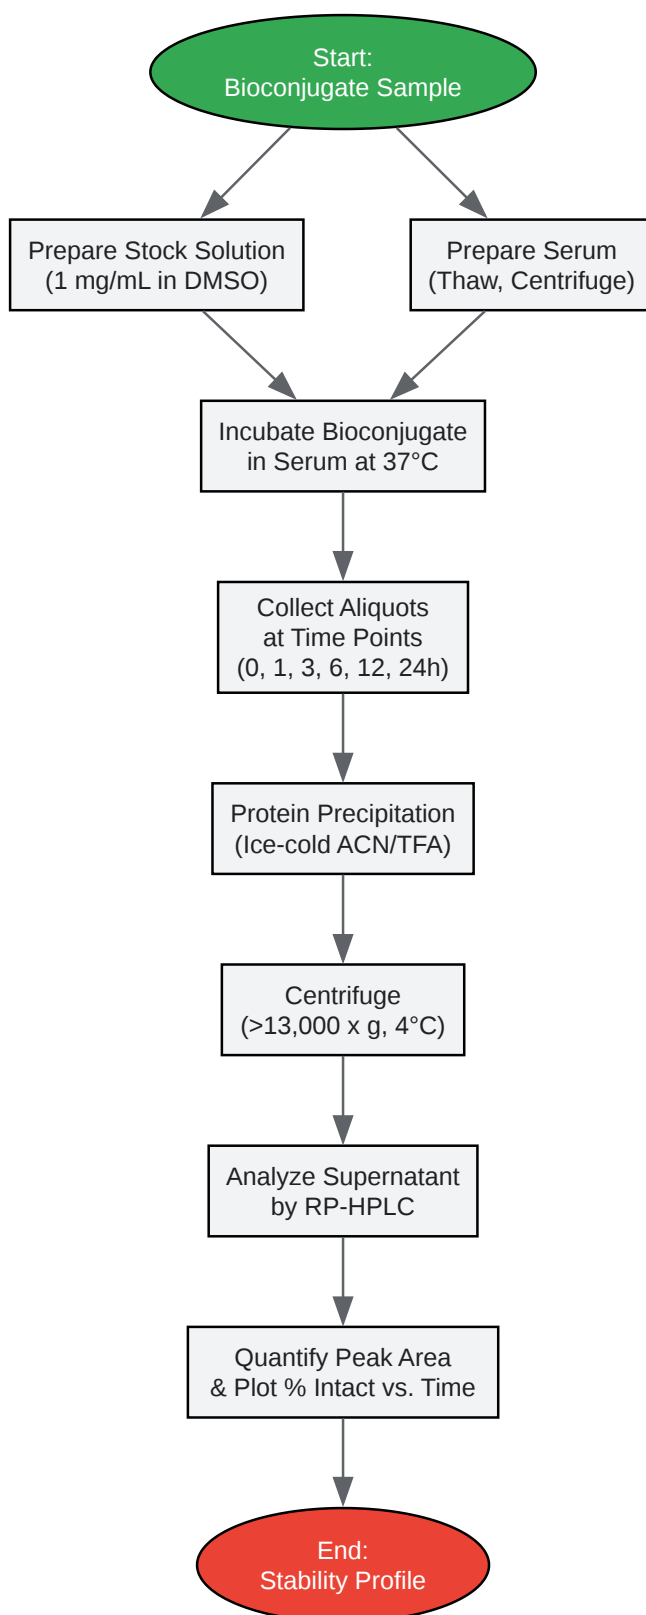 Start:
Bioconjugate Sample
Prepare Stock Solution
(1 mg/mL in DMSO)
Prepare Serum
(Thaw, Centrifuge)
Incubate Bioconjugate
in Serum at 37°C
Collect Aliquots
at Time Points
(0, 1, 3, 6, 12, 24h)
Protein Precipitation
(Ice-cold ACN/TFA)
Centrifuge
(>13,000 x g, 4°C)
Analyze Supernatant
by RP-HPLC
Quantify Peak Area
& Plot % Intact vs. Time
End:
Stability Profile